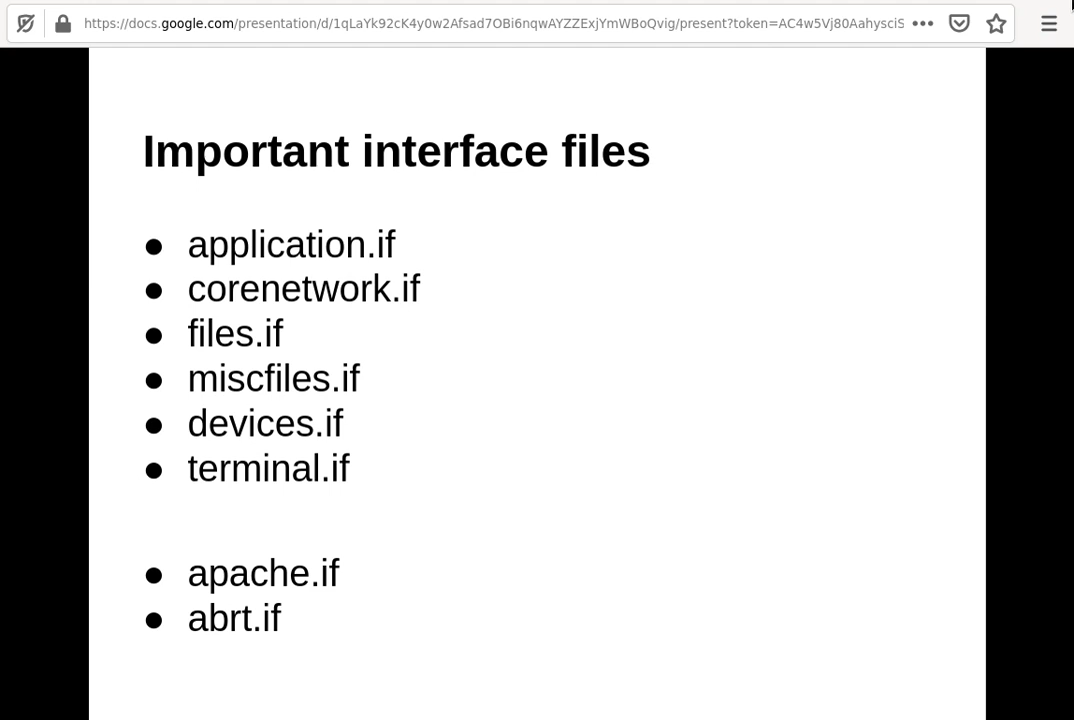 https://docs.google.com/presentation/d/1qLaYk92cK4y0w2Afsad7OBi6nqwAYZZExjYmWBoQvig/present?token=AC4w5Vj80AahysciS
Important interface files
● application.if
● corenetwork.if
● files.if
● miscfiles.if
● devices.if
● terminal.if
● apache.if
● abrt.if